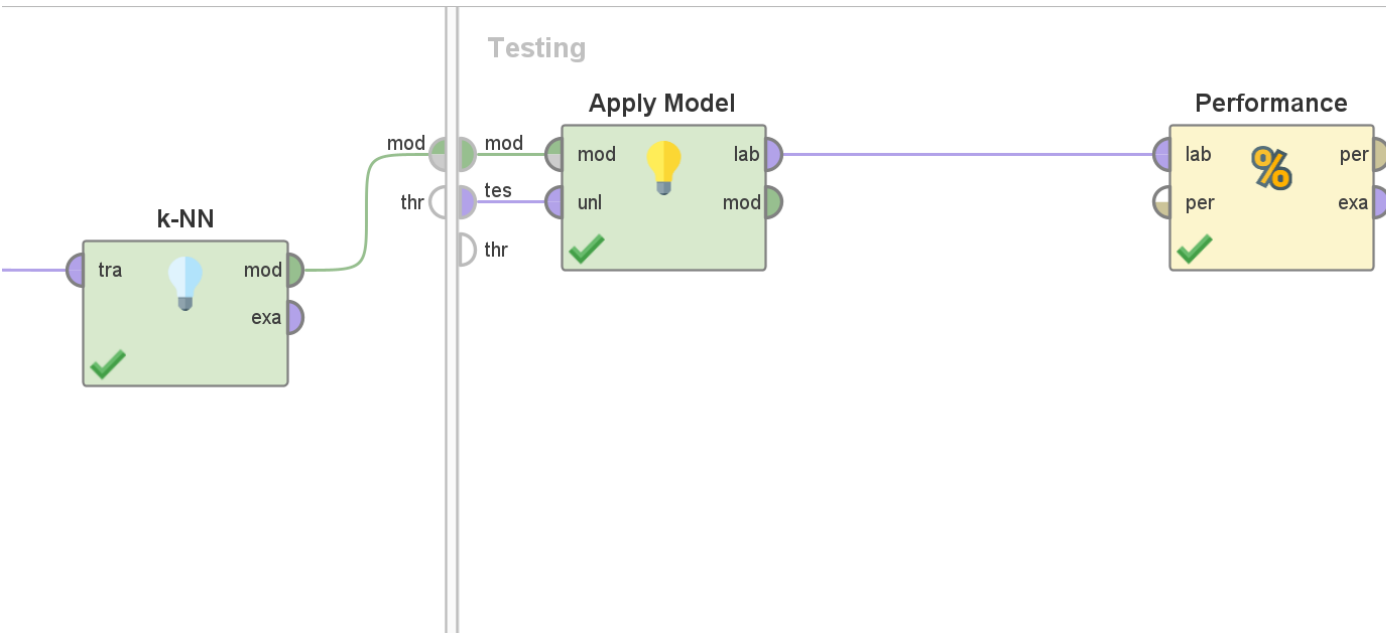 Testing
Apply Model
Performance
mod
mod
mod
lab
lab
per
thr
tes
unl
mod
per
exa
thr
k-NN
tra
mod
exa